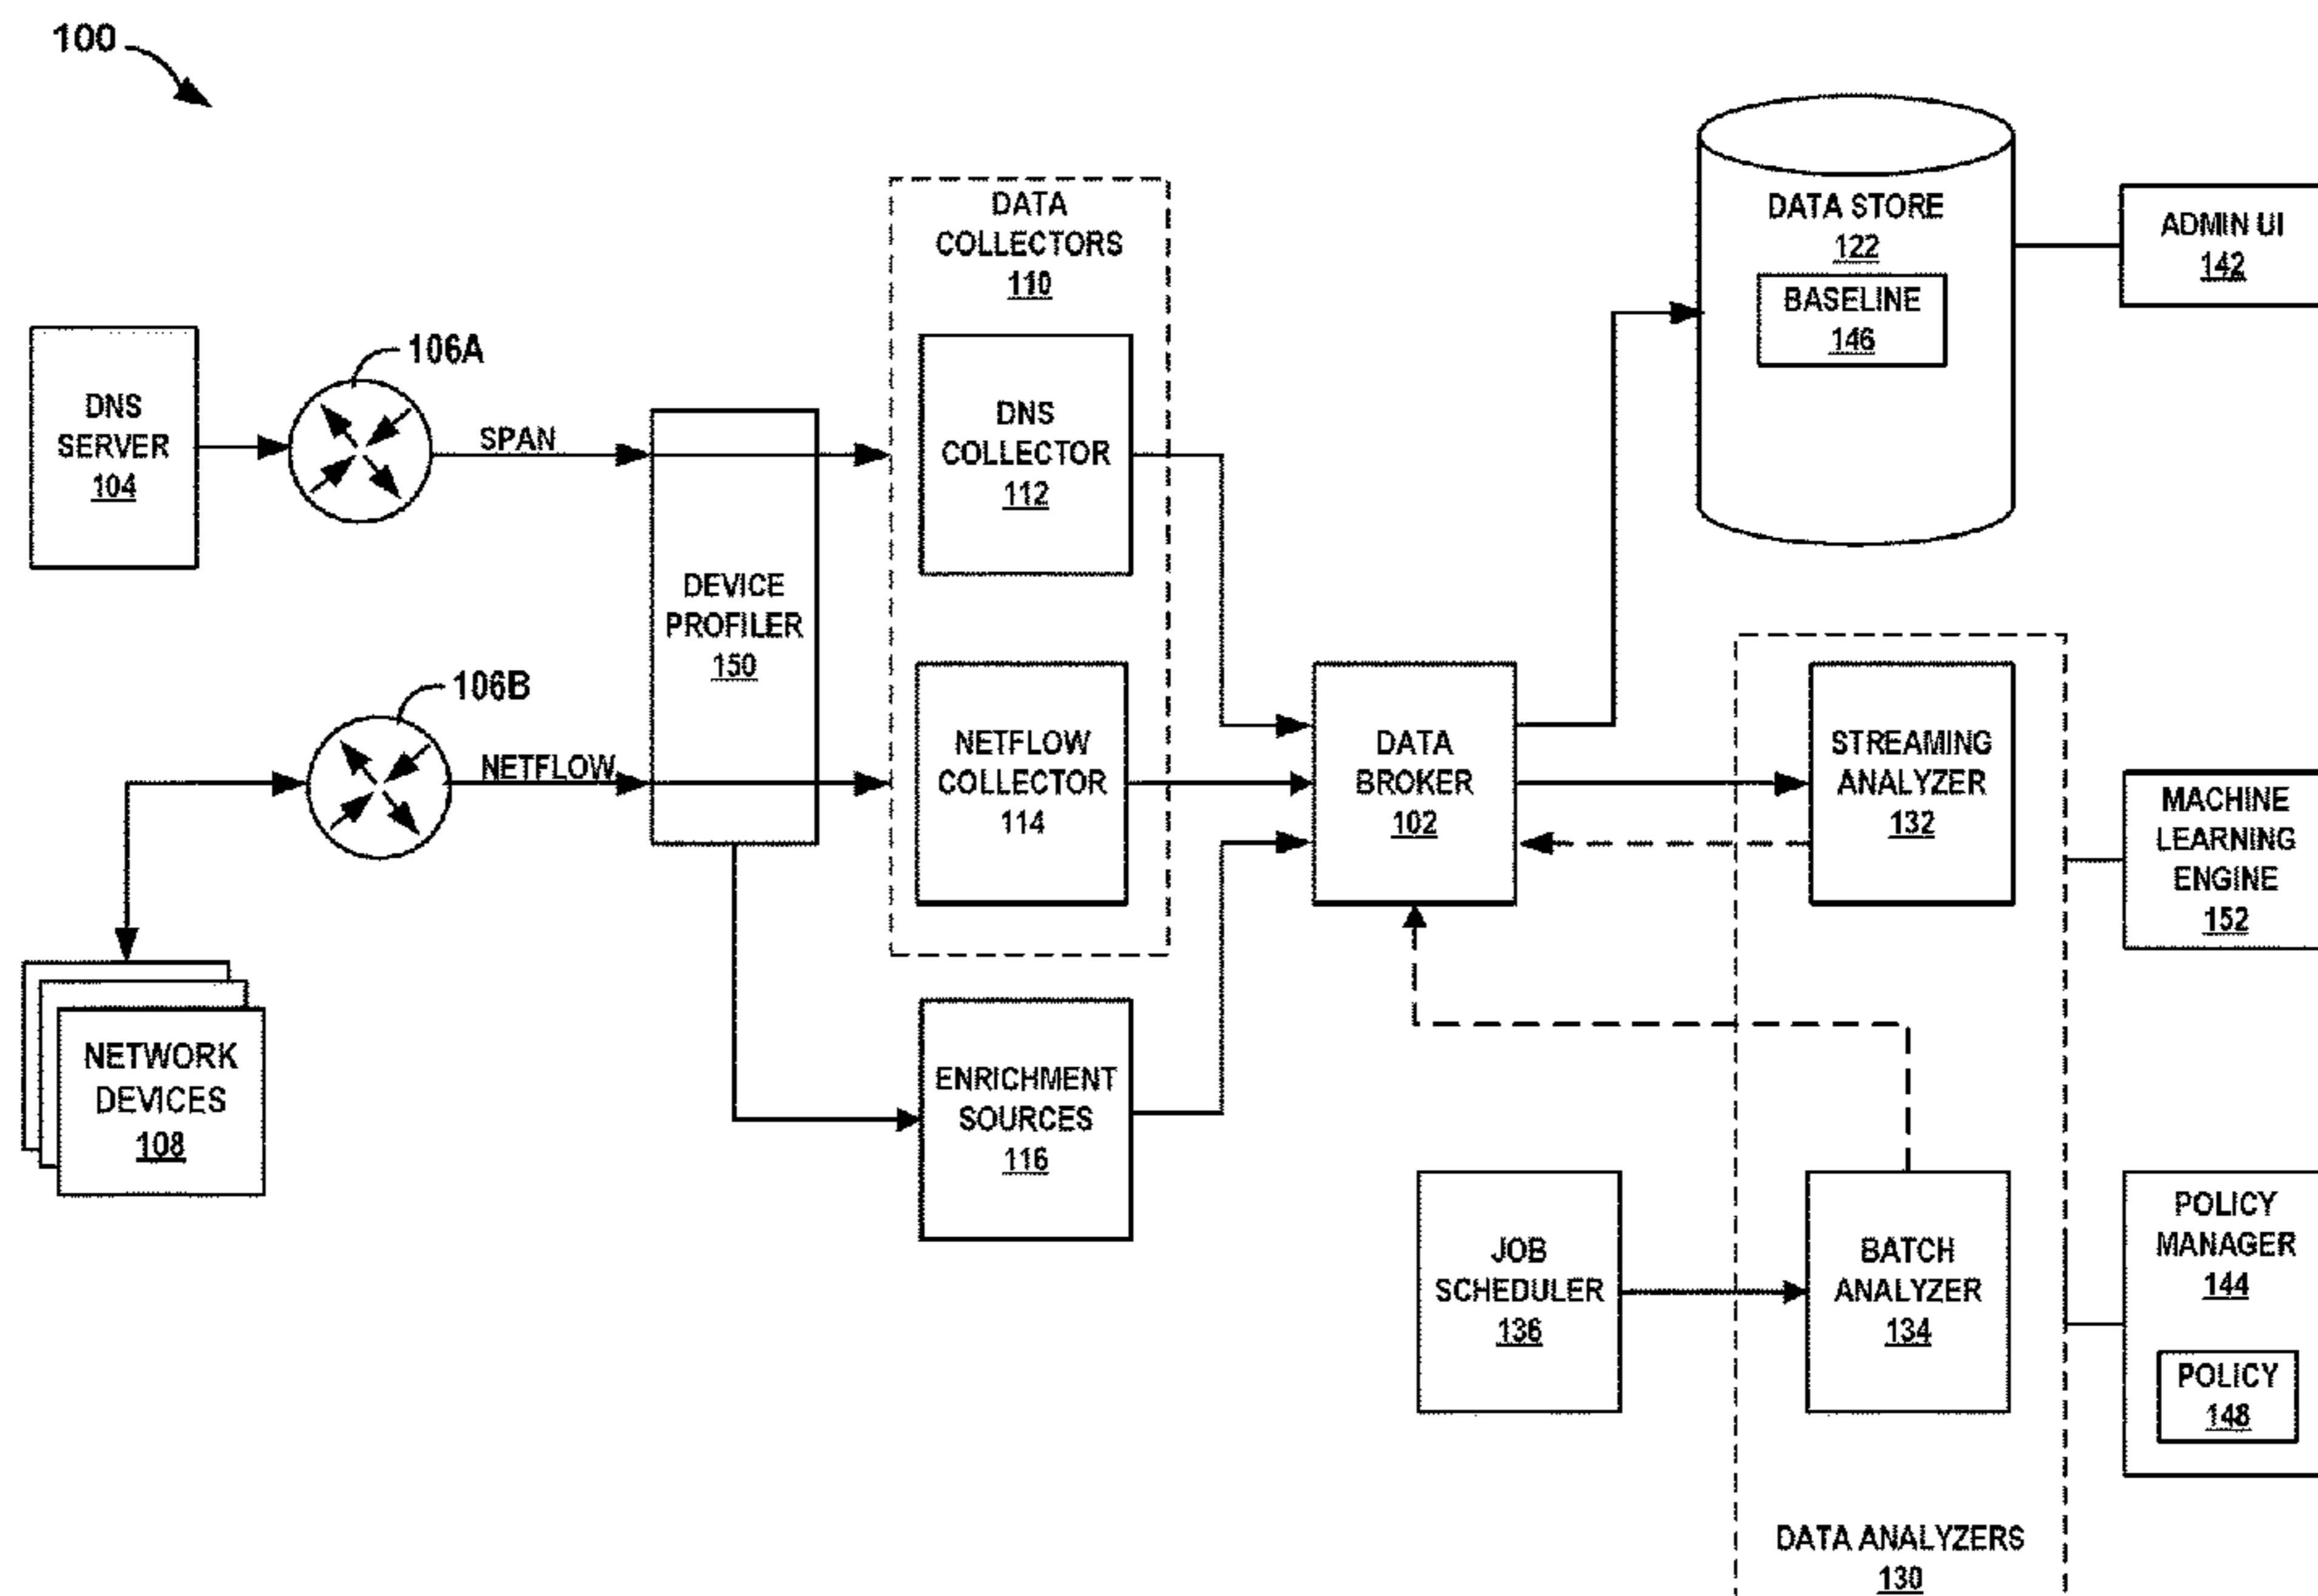 100
DATA
COLLECTORS
110
DATA STORE
122
BASELINE
146
ADMIN UI
142
DNS
SERVER
104
106A
SPAN
DNS
COLLECTOR
112
DEVICE
PROFILER
150
106B
NETFLOW
NETFLOW
COLLECTOR
114
DATA
BROKER
102
STREAMING
ANALYZER
132
MACHINE
LEARNING
ENGINE
152
NETWORK
DEVICES
108
ENRICHMENT
SOURCES
116
JOB
SCHEDULER
136
BATCH
ANALYZER
134
POLICY
MANAGER
144
POLICY
148
DATA ANALYZERS
130